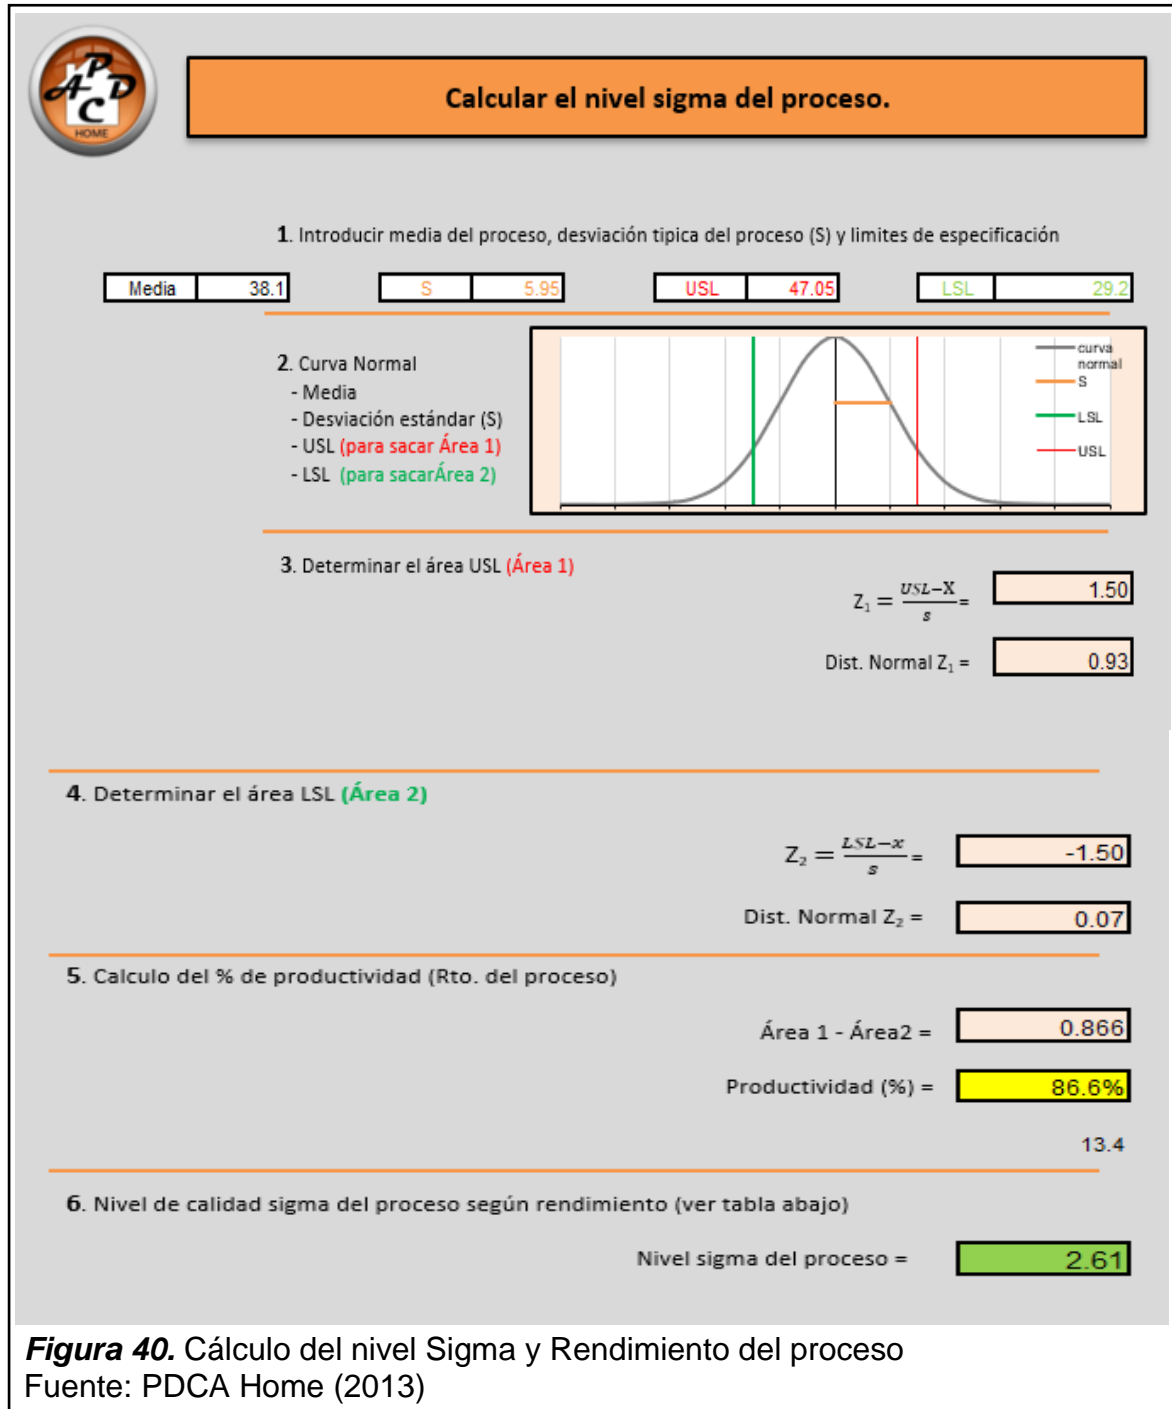 A P D C
HOME
Calcular el nivel sigma del proceso.
1. Introducir media del proceso, desviación tipica del proceso (S) y limites de especificación
Media 38.1 S 5.95 USL 47.05 LSL 29.2
2. Curva Normal
- Media
- Desviación estándar (S)
- USL (para sacar Área 1)
- LSL (para sacarÁrea 2)
curva
normal
S
LSL
USL
3. Determinar el área USL (Área 1)
Z₁ = USL−X/s = 1.50
Dist. Normal Z₁ = 0.93
4. Determinar el área LSL (Área 2)
Z₂ = LSL−x/s = -1.50
Dist. Normal Z₂ = 0.07
5. Calculo del % de productividad (Rto. del proceso)
Área 1 - Área2 = 0.866
Productividad (%) = 86.6%
13.4
6. Nivel de calidad sigma del proceso según rendimiento (ver tabla abajo)
Nivel sigma del proceso = 2.61
Figura 40. Cálculo del nivel Sigma y Rendimiento del proceso
Fuente: PDCA Home (2013)